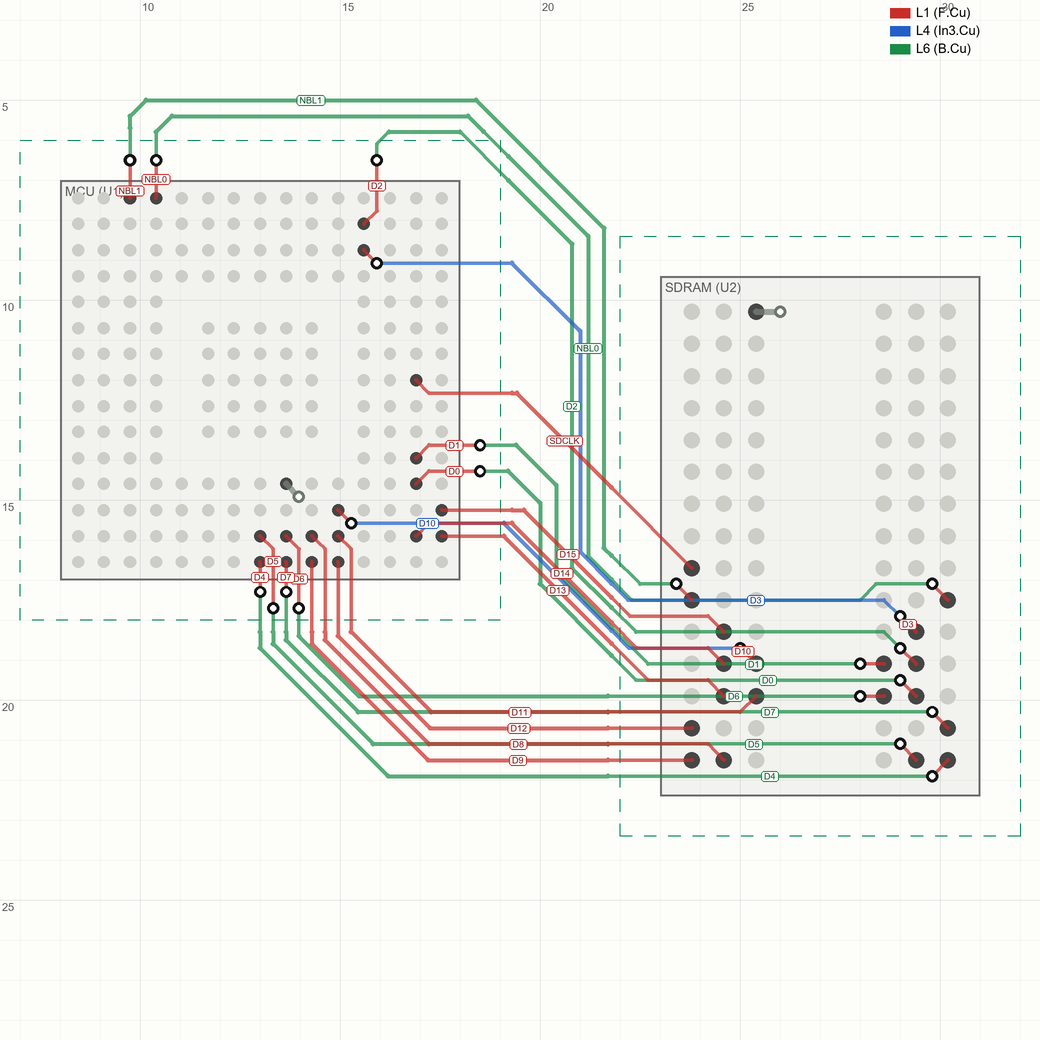 10 15 20 25 30
L1 (F.Cu)
L4 (In3.Cu)
L6 (B.Cu)
5
NBL1
NBL0
D2
NBL1
MCU (U1)
SDRAM (U2)
10
NBL0
D2
SDCLK
D1
D0
15
D10
D15
D5
D14
D4
D7
D6
D13
D3
D3
D10
D1
D0
D6
20
D11
D7
D12
D8
D5
D9
D4
25